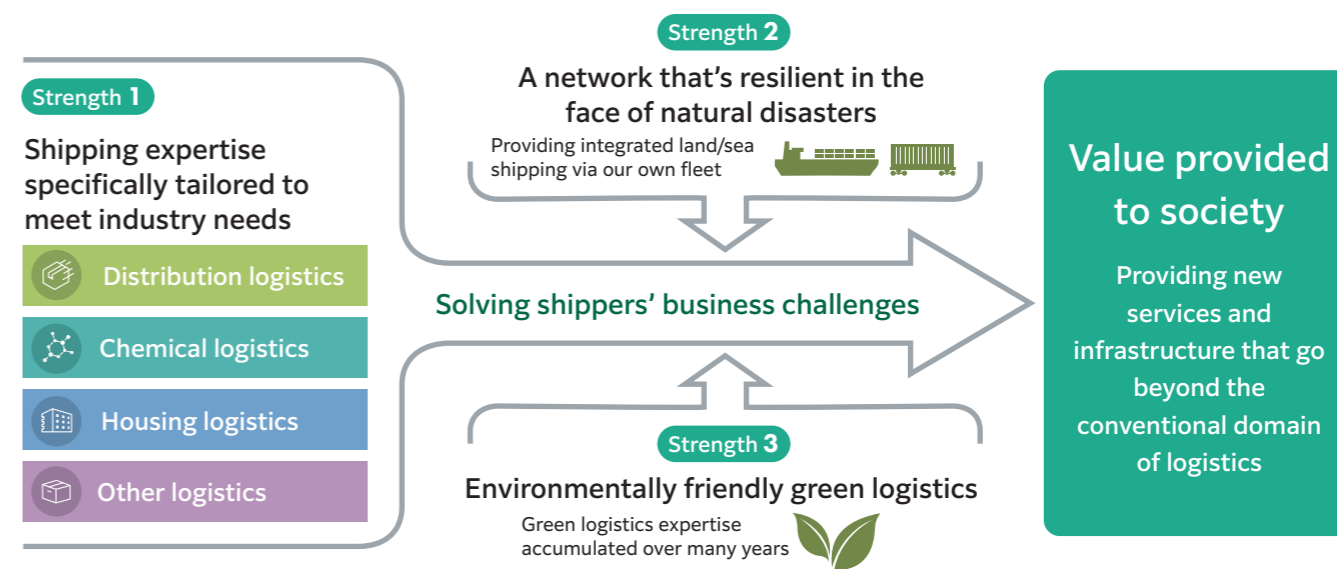 Strength 1
Shipping expertise
specifically tailored to
meet industry needs
Distribution logistics
Chemical logistics
Housing logistics
Other logistics
Strength 2
A network that’s resilient in the
face of natural disasters
Providing integrated land/sea
shipping via our own fleet
Solving shippers’ business challenges
Strength 3
Environmentally friendly green logistics
Green logistics expertise
accumulated over many years
Value provided
to society
Providing new
services and
infrastructure that go
beyond the
conventional domain
of logistics